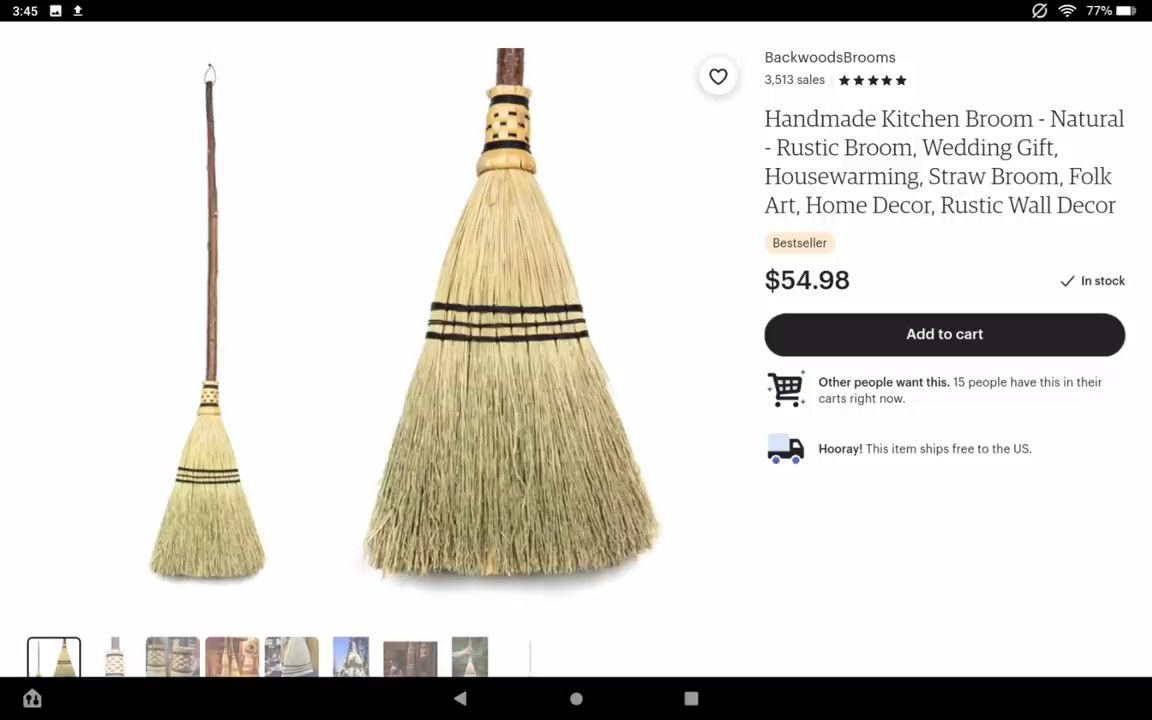 3:45
77%
BackwoodsBrooms
3,513 sales
Handmade Kitchen Broom - Natural
- Rustic Broom, Wedding Gift,
Housewarming, Straw Broom, Folk
Art, Home Decor, Rustic Wall Decor
Bestseller
$54.98
In stock
Add to cart
Other people want this. 15 people have this in their
carts right now.
Hooray! This item ships free to the US.